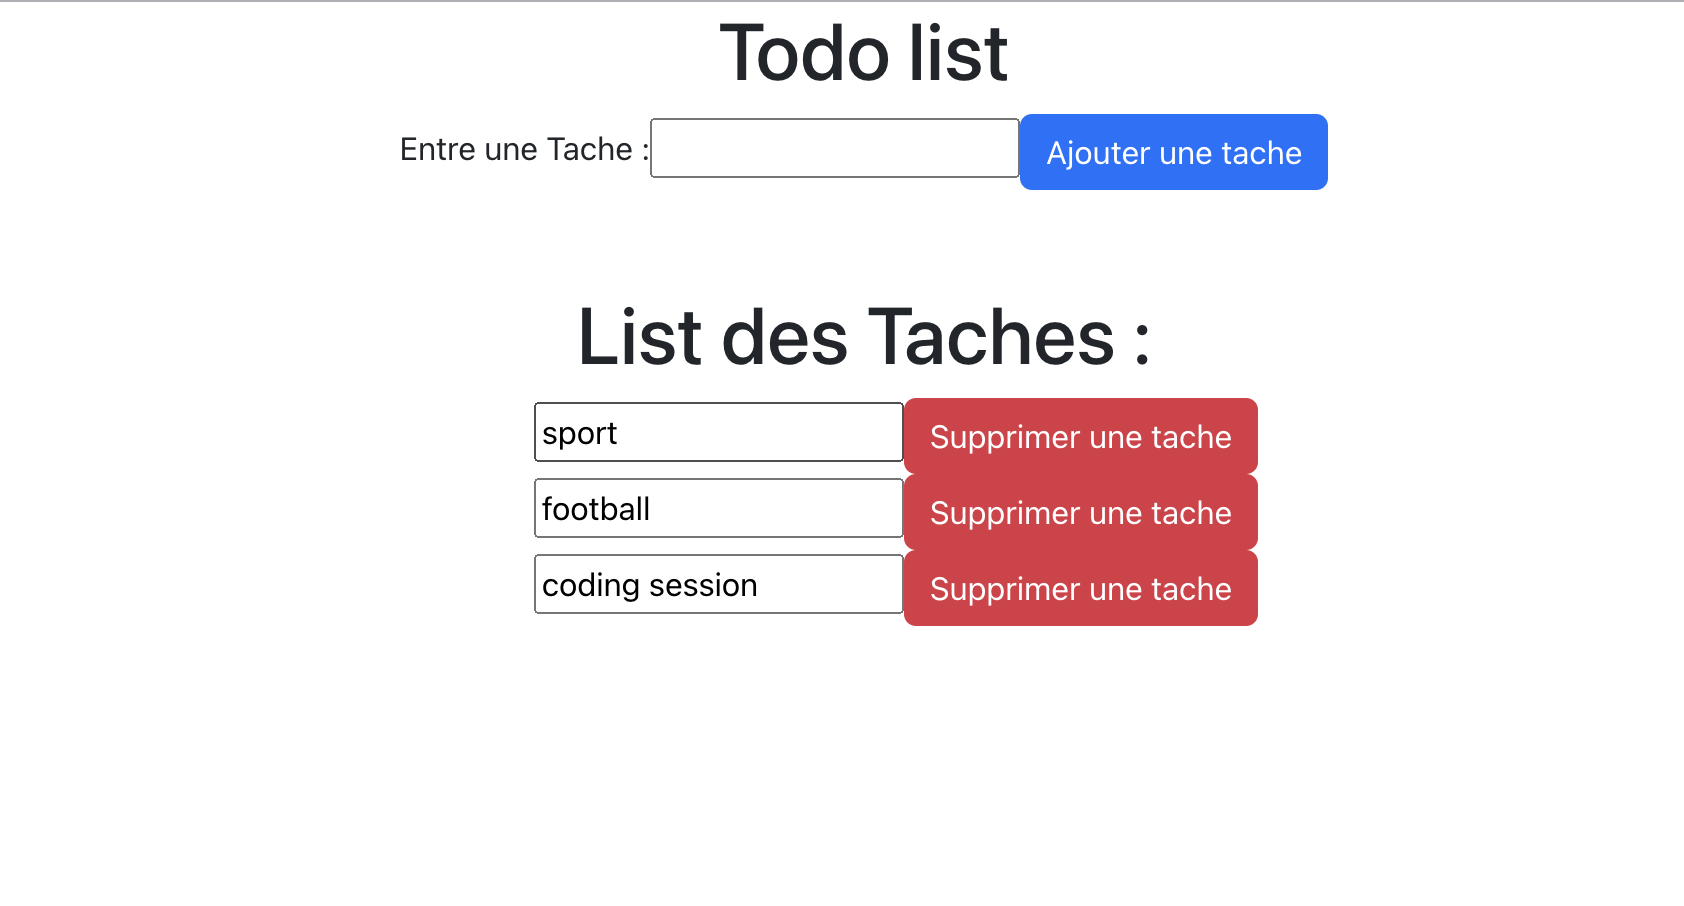 Todo list
Entre une Tache : Ajouter une tache
List des Taches :
sport Supprimer une tache
football Supprimer une tache
coding session Supprimer une tache